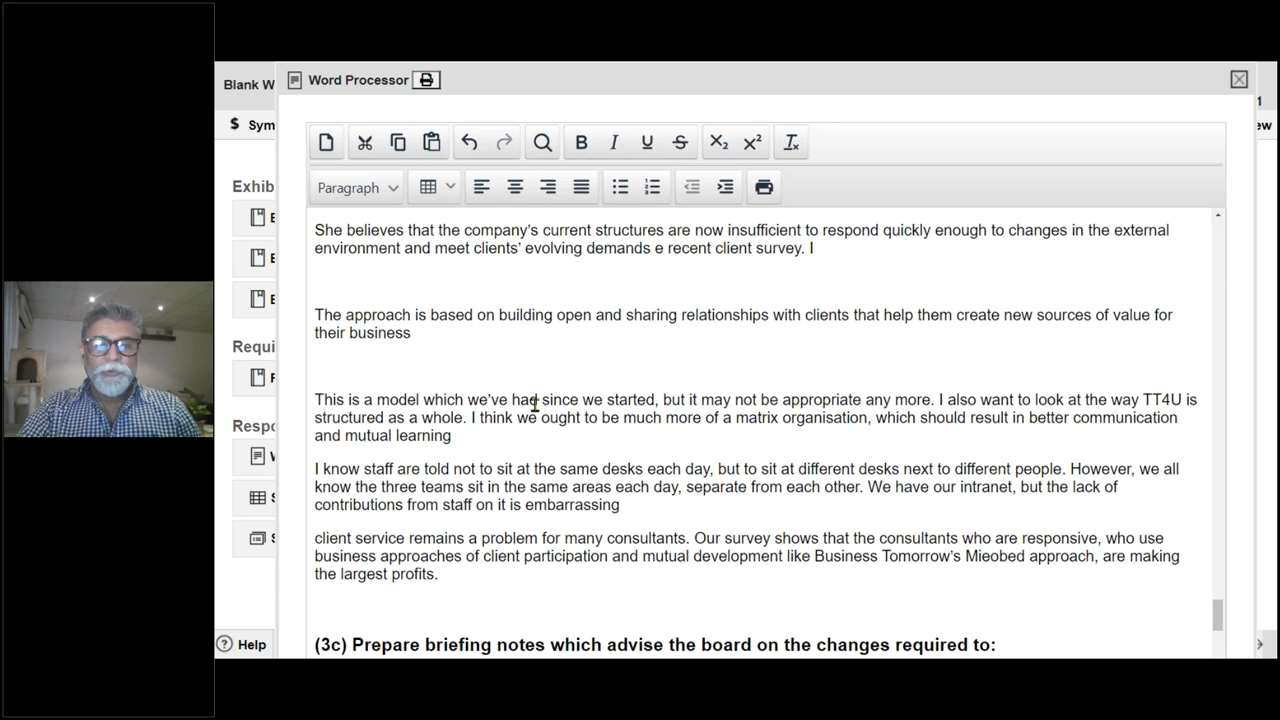 Blank W
Word Processor
1
$ Sym
ew
Paragraph
Exhib
E
E
E
Requi
F
Respo
W
S
S
She believes that the company's current structures are now insufficient to respond quickly enough to changes in the external
environment and meet clients' evolving demands e recent client survey. I
The approach is based on building open and sharing relationships with clients that help them create new sources of value for
their business
This is a model which we've had since we started, but it may not be appropriate any more. I also want to look at the way TT4U is
structured as a whole. I think we ought to be much more of a matrix organisation, which should result in better communication
and mutual learning
I know staff are told not to sit at the same desks each day, but to sit at different desks next to different people. However, we all
know the three teams sit in the same areas each day, separate from each other. We have our intranet, but the lack of
contributions from staff on it is embarrassing
client service remains a problem for many consultants. Our survey shows that the consultants who are responsive, who use
business approaches of client participation and mutual development like Business Tomorrow's Mieobed approach, are making
the largest profits.
(3c) Prepare briefing notes which advise the board on the changes required to:
Help